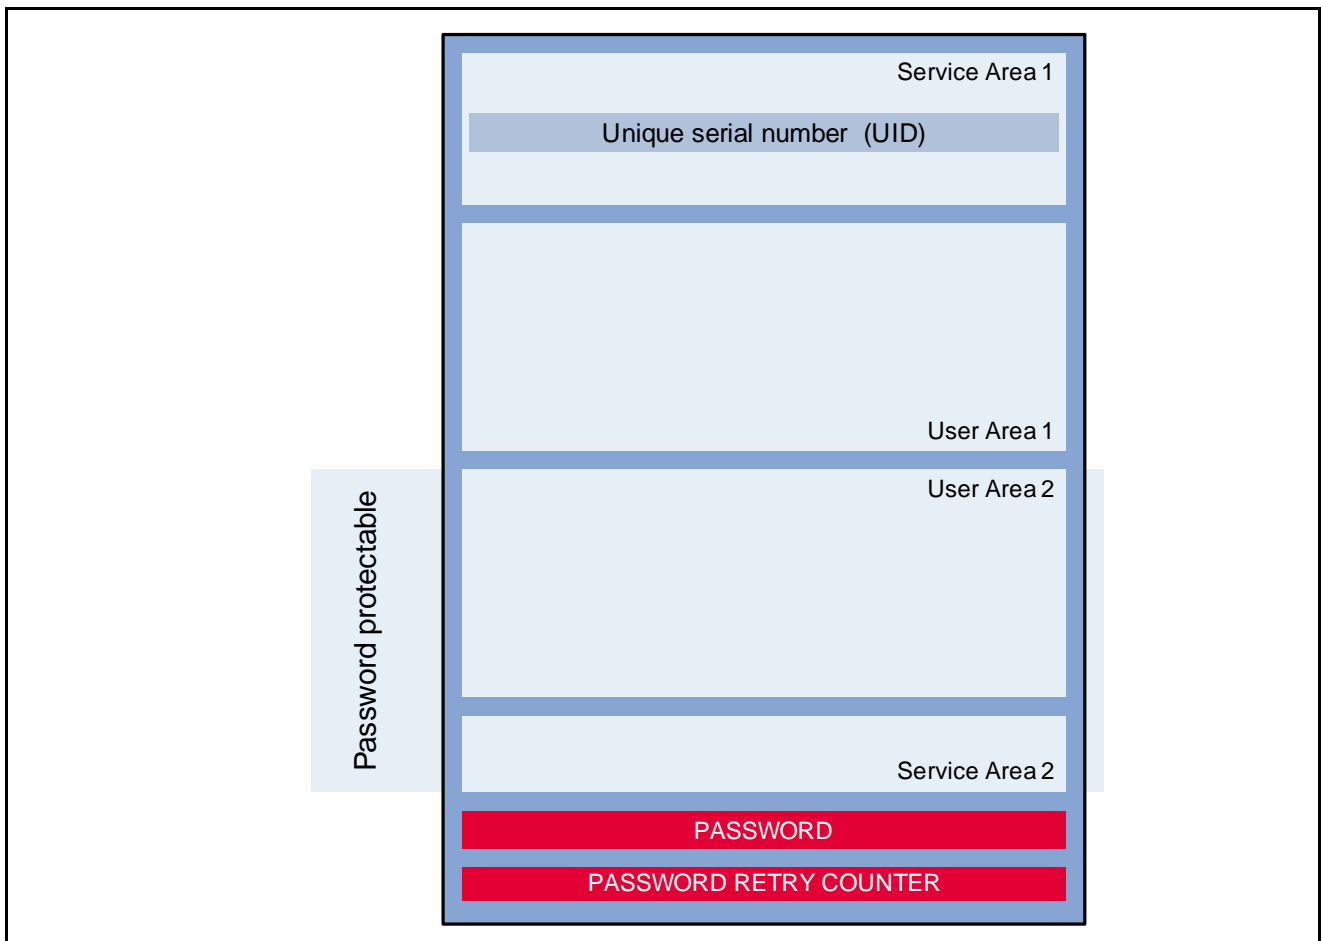 Service Area 1
Unique serial number (UID)
User Area 1
User Area 2
Password protectable
Service Area 2
PASSWORD
PASSWORD RETRY COUNTER